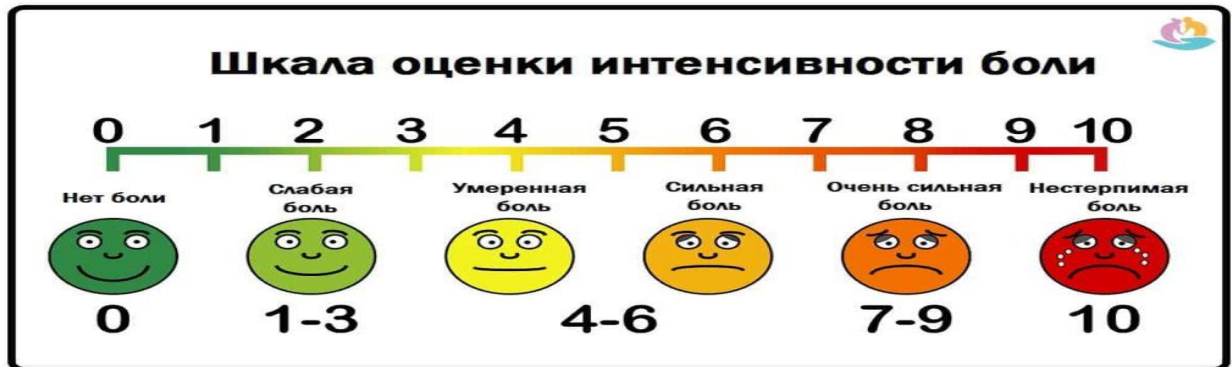 Шкала оценки интенсивности боли
0 1 2 3 4 5 6 7 8 9 10
Нет боли
Слабая
боль
Умеренная
боль
Сильная
боль
Очень сильная
боль
Нестерпимая
боль
0 1-3 4-6 7-9 10